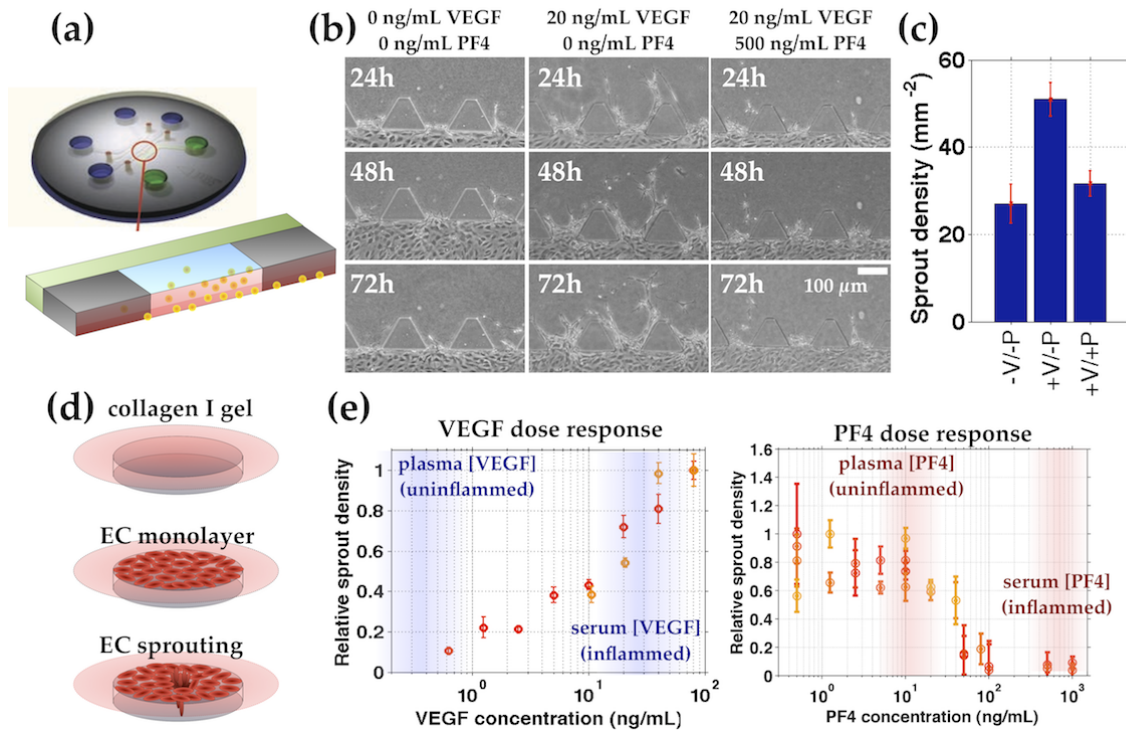 (a)
(b)
0 ng/mL VEGF
0 ng/mL PF4
20 ng/mL VEGF
0 ng/mL PF4
20 ng/mL VEGF
500 ng/mL PF4
24h
24h
24h
48h
48h
48h
72h
72h
72h
100 µm
(c)
Sprout density (mm⁻²)
60
40
20
0
-V/-P
+V/-P
+V/+P
(d)
collagen I gel
EC monolayer
EC sprouting
(e)
VEGF dose response
Relative sprout density
1
0.8
0.6
0.4
0.2
0
plasma [VEGF]
(uninflammed)
serum [VEGF]
(inflammed)
10⁰
10¹
10²
VEGF concentration (ng/mL)
PF4 dose response
Relative sprout density
1.6
1.4
1.2
1
0.8
0.6
0.4
0.2
0
plasma [PF4]
(uninflammed)
serum [PF4]
(inflammed)
10⁰
10¹
10²
10³
PF4 concentration (ng/mL)